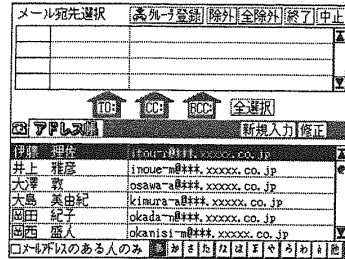 メール宛先選択 グループ登録 除外 全除外 終了 中止
TO: CC: BCC: 全選択
アドレス帳 新規入力 修正
伊藤 理佐 itou-r@***.xxxxx.co.jp
井上 雅彦 inoue-m@***.xxxxx.co.jp
大澤 敦 osawa-a@***.xxxxx.co.jp
大島 美由紀 kimura-a@***.xxxxx.co.jp
岡田 紀子 okada-n@***.xxxxx.co.jp
岡西 盛人 okanisi-m@***.xxxxx.co.jp
□メールアドレスのある人のみ あ か さ た な は ま や ら わ 他